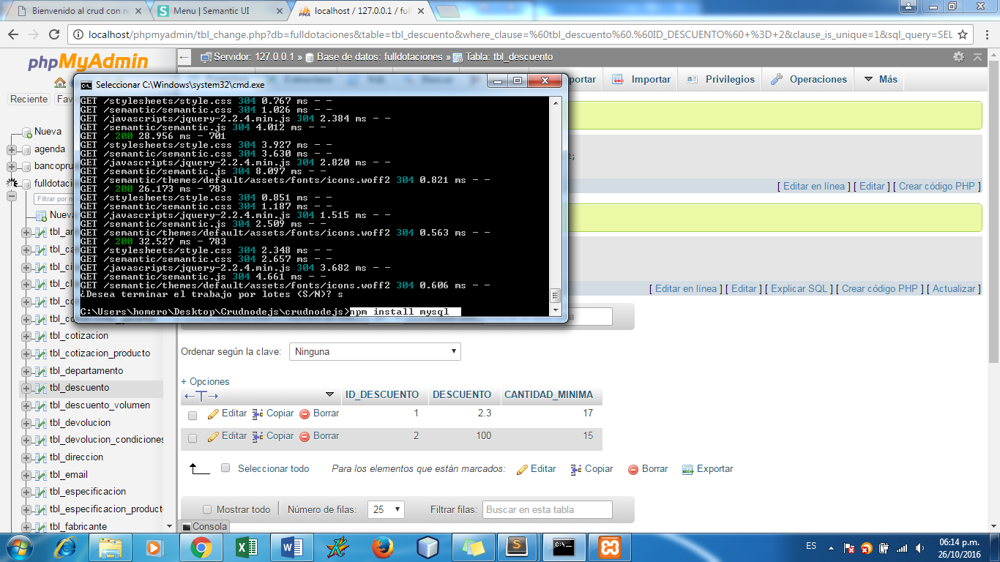 Bienvenido al crud con n
Menu | Semantic UI
localhost / 127.0.0.1 / full
localhost/phpmyadmin/tbl_change.php?db=fulldotaciones&table=tbl_descuento&where_clause=%60tbl_descuento%60.%60ID_DESCUENTO%60+%3D+2&clause_is_unique=1&sql_query=SEL
phpMyAdmin
Servidor: 127.0.0.1 » Base de datos: fulldotaciones » Tabla: tbl_descuento
portar Importar Privilegios Operaciones Más
Reciente Fav
Seleccionar C:\Windows\system32\cmd.exe
GET /stylesheets/style.css 304 0.767 ms - -
GET /semantic/semantic.css 304 1.026 ms - -
GET /javascripts/jquery-2.2.4.min.js 304 2.384 ms - -
GET /semantic/semantic.js 304 4.012 ms - -
GET / 200 28.956 ms - 701
GET /stylesheets/style.css 304 3.927 ms - -
GET /semantic/semantic.css 304 3.630 ms - -
GET /javascripts/jquery-2.2.4.min.js 304 2.820 ms - -
GET /semantic/semantic.js 304 8.097 ms - -
GET /semantic/themes/default/assets/fonts/icons.woff2 304 0.821 ms - -
GET / 200 26.173 ms - 783
GET /stylesheets/style.css 304 0.851 ms - -
GET /semantic/semantic.css 304 1.187 ms - -
GET /javascripts/jquery-2.2.4.min.js 304 1.515 ms - -
GET /semantic/semantic.js 304 2.509 ms - -
GET /semantic/themes/default/assets/fonts/icons.woff2 304 0.563 ms - -
GET / 200 32.527 ms - 783
GET /stylesheets/style.css 304 2.348 ms - -
GET /semantic/semantic.css 304 2.657 ms - -
GET /javascripts/jquery-2.2.4.min.js 304 3.682 ms - -
GET /semantic/semantic.js 304 4.661 ms - -
GET /semantic/themes/default/assets/fonts/icons.woff2 304 0.606 ms - -
¿Desea terminar el trabajo por lotes (S/N)? s
C:\Users\homero\Desktop\Crudnodejs\crudnodejs>npm install mysql
Nueva
agenda
bancopru
fulldotaci
Filtrar por n
Nueva
tbl_ar
tbl_ca
tbl_ci
tbl_cl
tbl_co
tbl_cotizacion
tbl_cotizacion_producto
tbl_departamento
tbl_descuento
tbl_descuento_volumen
tbl_devolucion
tbl_devolucion_condiciones
tbl_direccion
tbl_email
tbl_especificacion
tbl_especificacion_product
tbl_fabricante
[ Editar en línea ] [ Editar ] [ Crear código PHP ]
[ Editar en línea ] [ Editar ] [ Explicar SQL ] [ Crear código PHP ] [ Actualizar ]
Ordenar según la clave: Ninguna
+ Opciones
ID_DESCUENTO DESCUENTO CANTIDAD_MINIMA
Editar Copiar Borrar 1 2.3 17
Editar Copiar Borrar 2 100 15
Seleccionar todo Para los elementos que están marcados: Editar Copiar Borrar Exportar
Mostrar todo Número de filas: 25 Filtrar filas: Buscar en esta tabla
Consola
ES
06:14 p.m.
26/10/2016